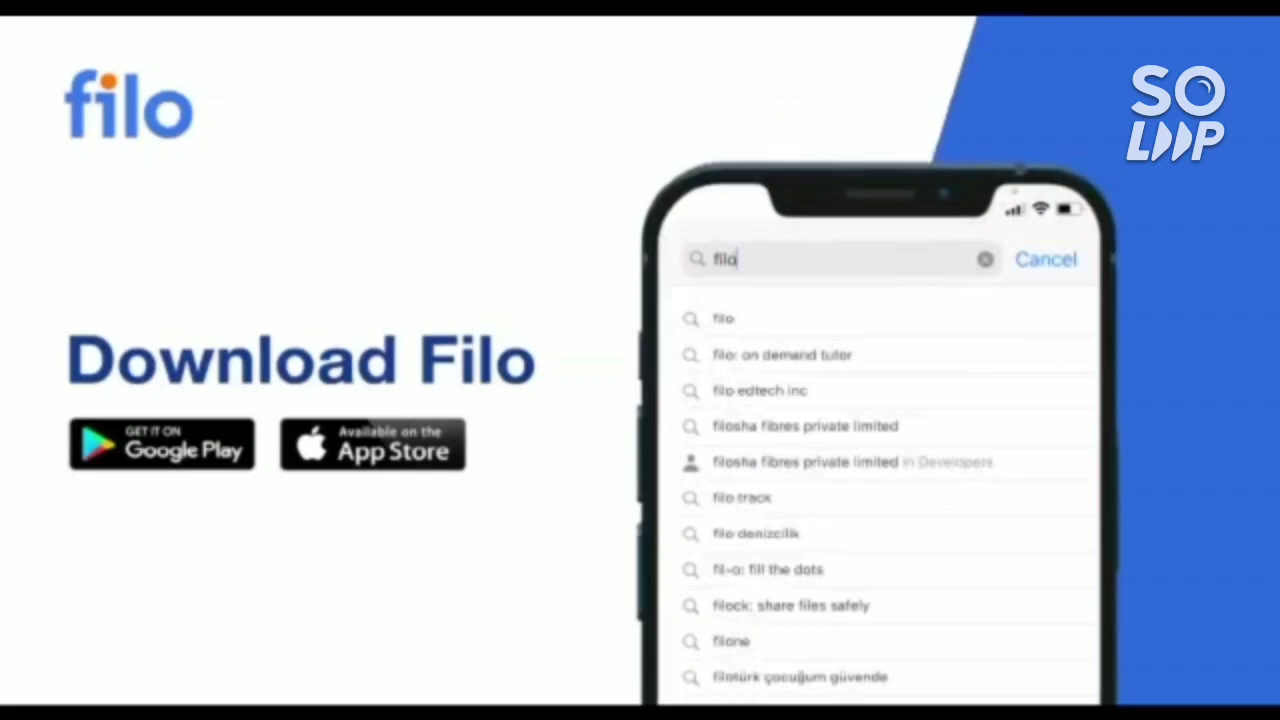 filo
SO
LOOP
filo
Cancel
filo
filo: on demand tutor
filo edtech inc
filosha fibres private limited
filosha fibres private limited in Developers
filo track
filo denizcilik
fil-o: fill the dots
filock: share files safely
filone
filotürk çocuğum güvende
Download Filo
GET IT ON
Google Play
Available on the
App Store